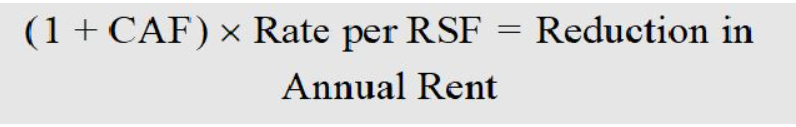 (1 + CAF) × Rate per RSF = Reduction in
Annual Rent